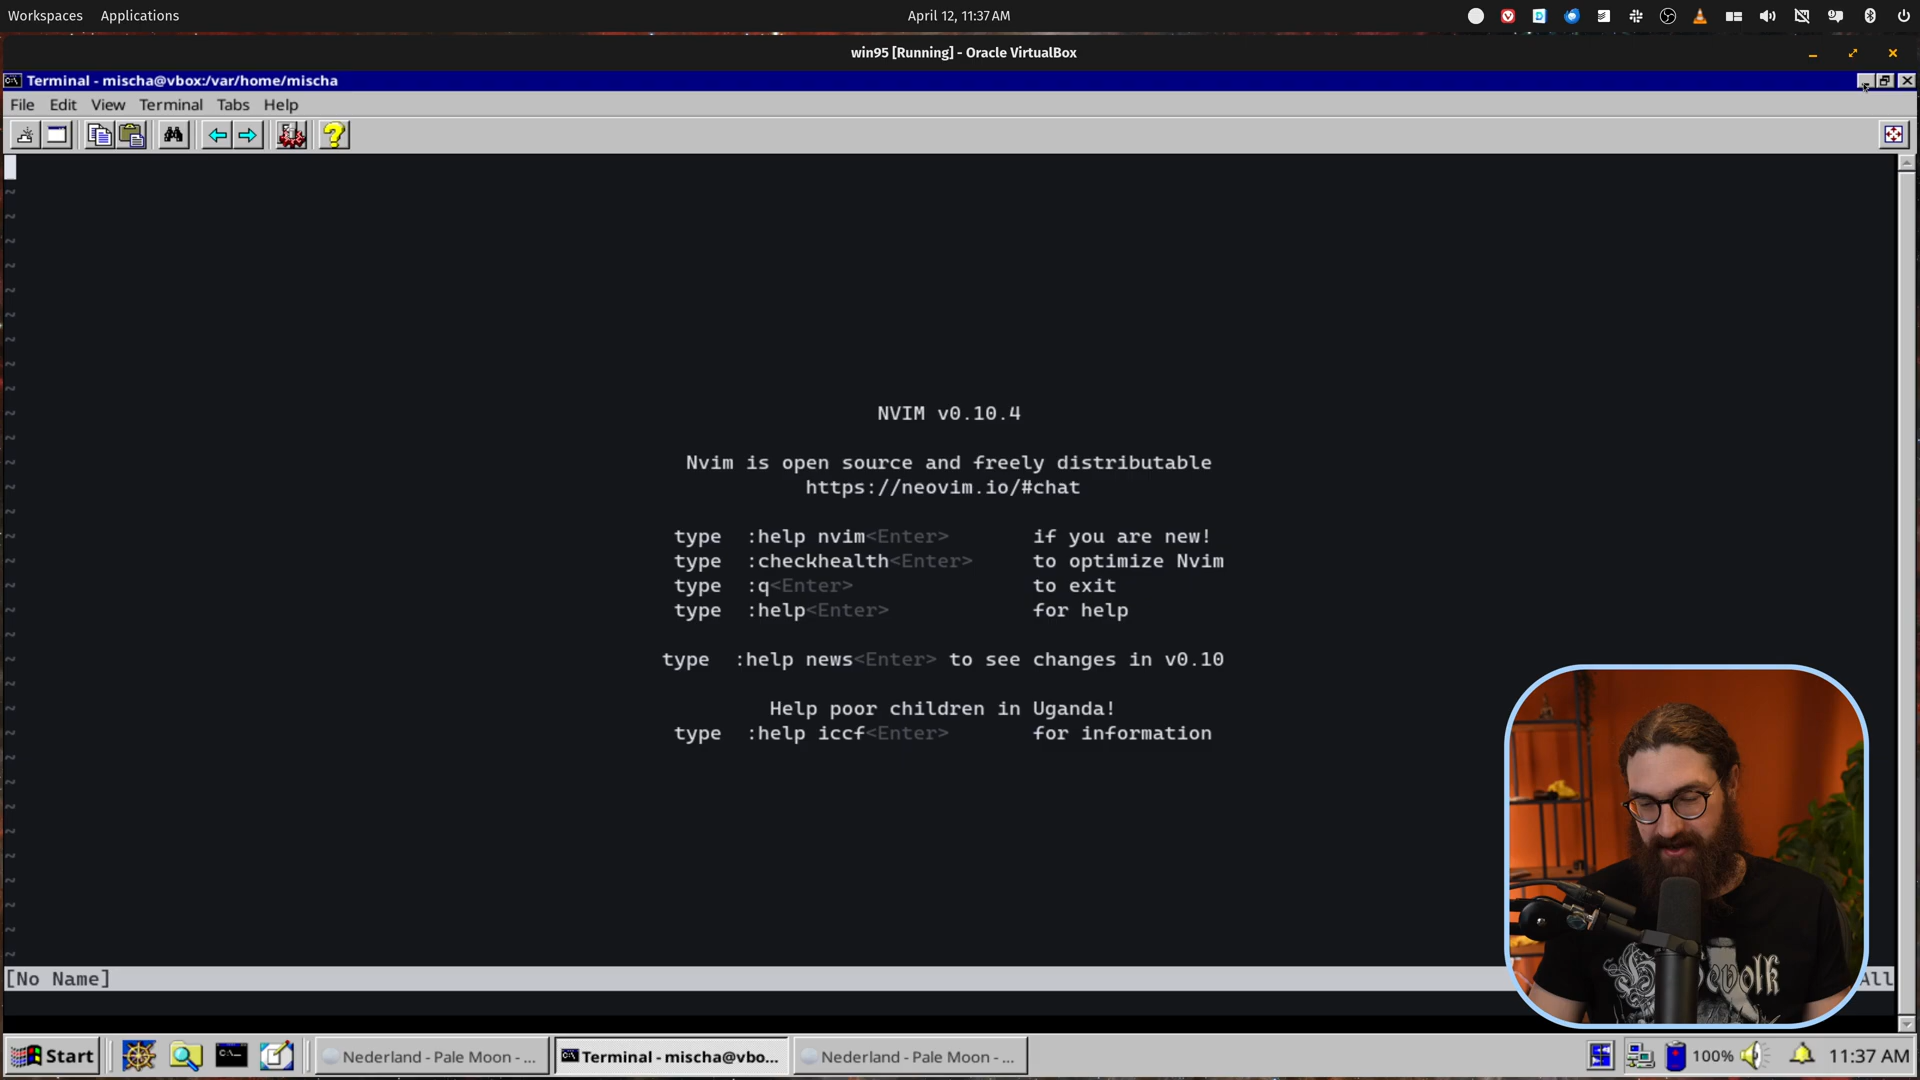 Workspaces Applications April 12, 11:37 AM
win95 [Running] - Oracle VirtualBox
Terminal - mischa@vbox:/var/home/mischa
File Edit View Terminal Tabs Help
~
~
~
~
~
~
~
~
~
~
NVIM v0.10.4
~
~
Nvim is open source and freely distributable
~
https://neovim.io/#chat
~
~
type :help nvim<Enter> if you are new!
~
type :checkhealth<Enter> to optimize Nvim
~
type :q<Enter> to exit
~
type :help<Enter> for help
~
~
type :help news<Enter> to see changes in v0.10
~
~
Help poor children in Uganda!
~
type :help iccf<Enter> for information
~
~
~
~
~
~
~
~
~
[No Name] All
Start Nederland - Pale Moon - ... Terminal - mischa@vbo... Nederland - Pale Moon - ... 100% 11:37 AM